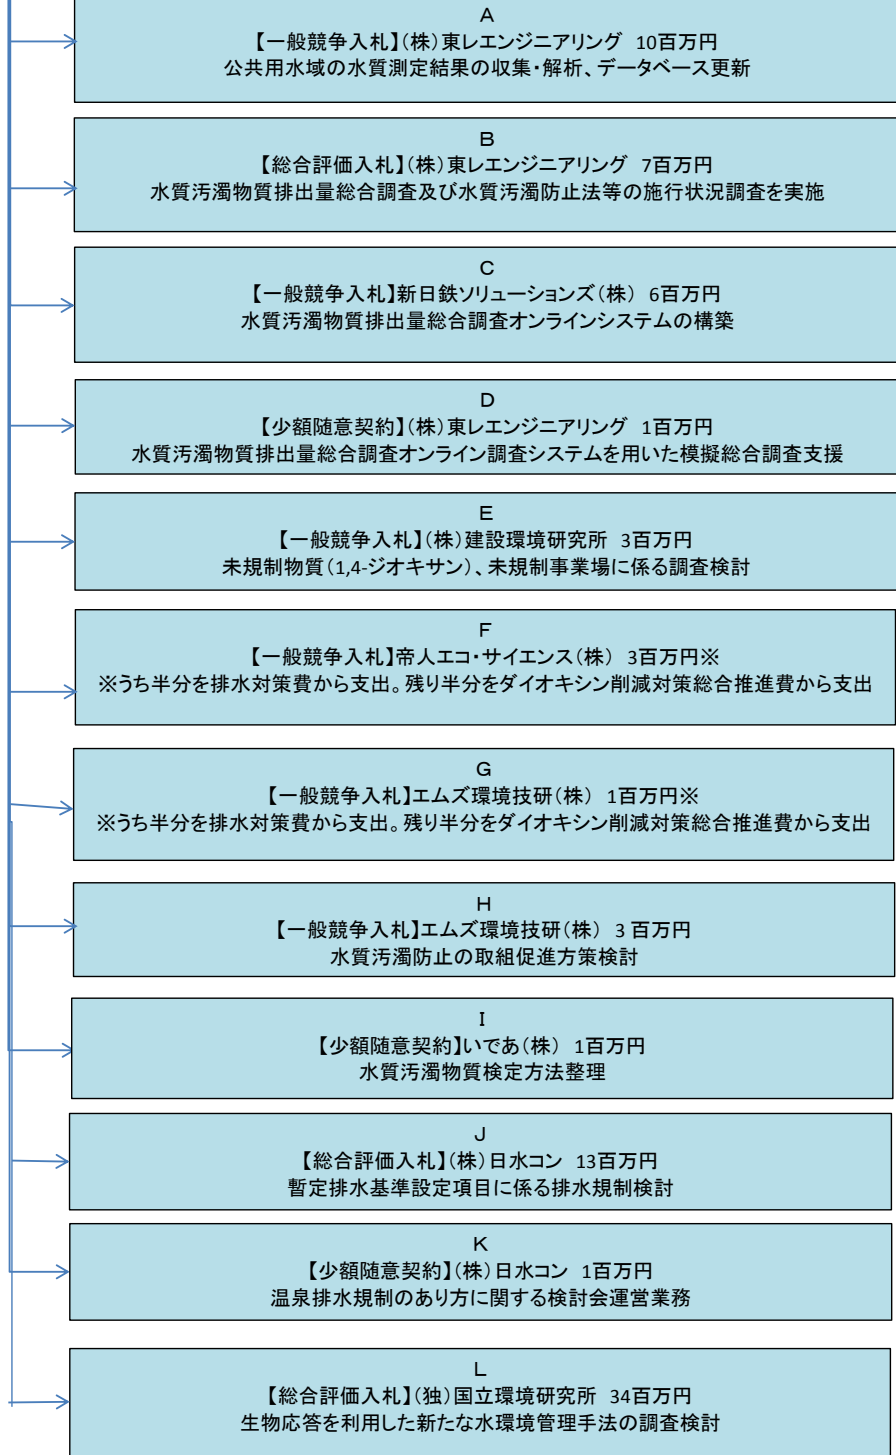 A
【一般競争入札】(株)東レエンジニアリング 10百万円
公共用水域の水質測定結果の収集・解析、データベース更新
B
【総合評価入札】(株)東レエンジニアリング 7百万円
水質汚濁物質排出量総合調査及び水質汚濁防止法等の施行状況調査を実施
C
【一般競争入札】新日鉄ソリューションズ(株) 6百万円
水質汚濁物質排出量総合調査オンラインシステムの構築
D
【少額随意契約】(株)東レエンジニアリング 1百万円
水質汚濁物質排出量総合調査オンライン調査システムを用いた模擬総合調査支援
E
【一般競争入札】(株)建設環境研究所 3百万円
未規制物質(1,4-ジオキサン)、未規制事業場に係る調査検討
F
【一般競争入札】帝人エコ・サイエンス(株) 3百万円※
※うち半分を排水対策費から支出。残り半分をダイオキシン削減対策総合推進費から支出
G
【一般競争入札】エムズ環境技研(株) 1百万円※
※うち半分を排水対策費から支出。残り半分をダイオキシン削減対策総合推進費から支出
H
【一般競争入札】エムズ環境技研(株) 3 百万円
水質汚濁防止の取組促進方策検討
I
【少額随意契約】いであ(株) 1百万円
水質汚濁物質検定方法整理
J
【総合評価入札】(株)日水コン 13百万円
暫定排水基準設定項目に係る排水規制検討
K
【少額随意契約】(株)日水コン 1百万円
温泉排水規制のあり方に関する検討会運営業務
L
【総合評価入札】(独)国立環境研究所 34百万円
生物応答を利用した新たな水環境管理手法の調査検討